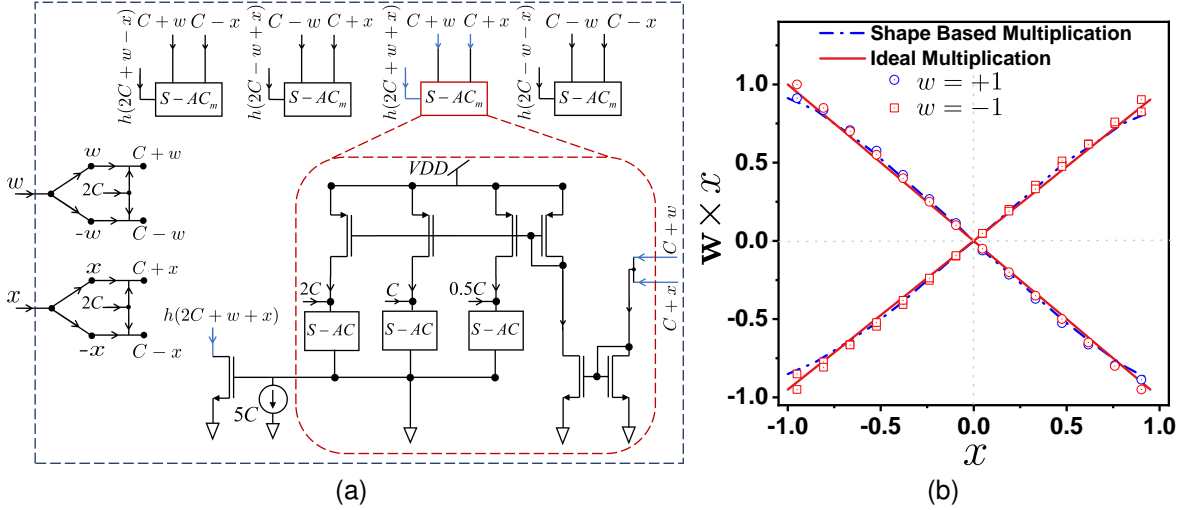 C + w C − x
C − w C + x
C + w C + x
C − w C − x
h(2C + w − x)
h(2C − w + x)
h(2C + w + x)
h(2C − w − x)
S − AC_m
S − AC_m
S − AC_m
S − AC_m
w
w
C + w
2C
-w
C − w
x
x
C + x
2C
-x
C − x
h(2C + w + x)
VDD
2C
C
0.5C
S − AC
S − AC
S − AC
C + w
C + x
5C
(a)
Shape Based Multiplication
Ideal Multiplication
w = +1
w = −1
1.0
0.5
0.0
-0.5
-1.0
w × x
-1.0
-0.5
0.0
0.5
1.0
x
(b)